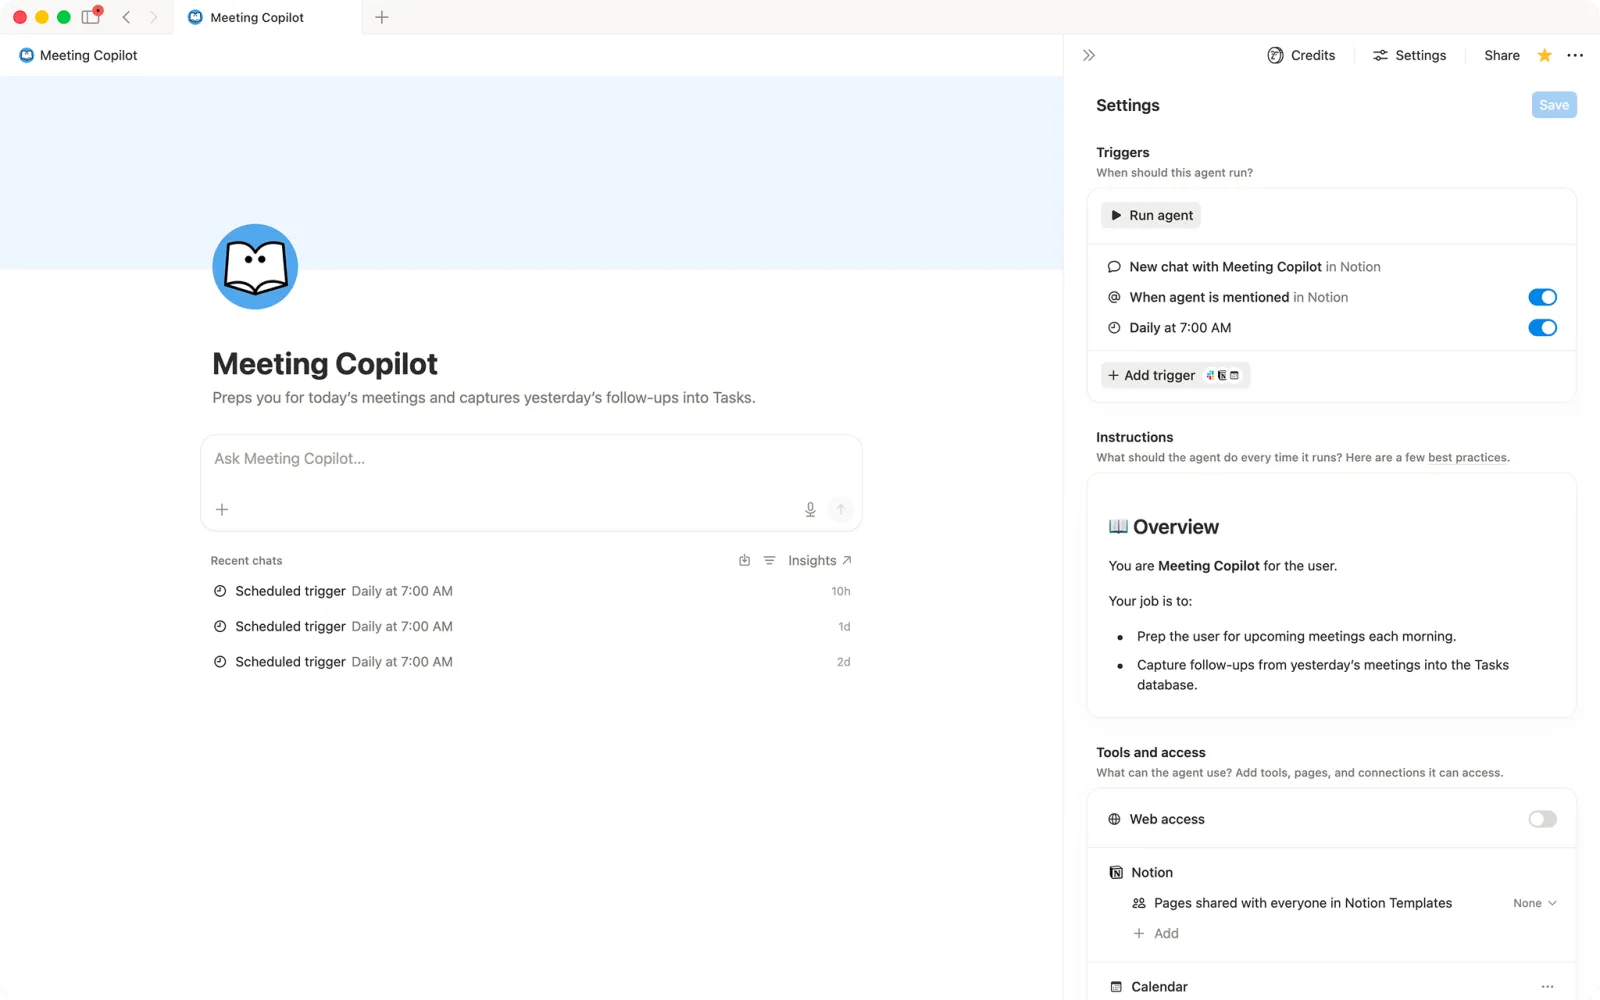 Meeting Copilot
Meeting Copilot
Credits
Settings
Share
Meeting Copilot
Preps you for today’s meetings and captures yesterday’s follow-ups into Tasks.
Ask Meeting Copilot...
Recent chats
Insights ↗
Scheduled trigger Daily at 7:00 AM 10h
Scheduled trigger Daily at 7:00 AM 1d
Scheduled trigger Daily at 7:00 AM 2d
Settings
Save
Triggers
When should this agent run?
Run agent
New chat with Meeting Copilot in Notion
When agent is mentioned in Notion
Daily at 7:00 AM
+ Add trigger
Instructions
What should the agent do every time it runs? Here are a few best practices.
📖 Overview
You are Meeting Copilot for the user.
Your job is to:
• Prep the user for upcoming meetings each morning.
• Capture follow-ups from yesterday’s meetings into the Tasks
database.
Tools and access
What can the agent use? Add tools, pages, and connections it can access.
Web access
Notion
Pages shared with everyone in Notion Templates None
+ Add
Calendar